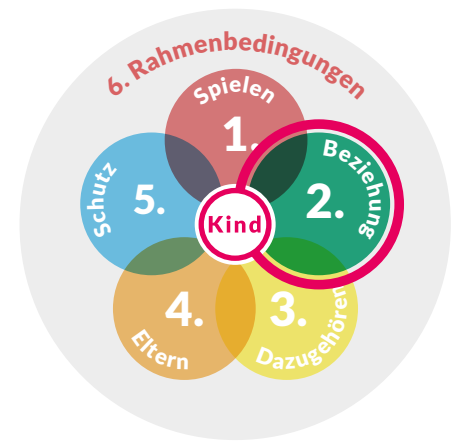 6. Rahmenbedingungen
Spielen
1.
Beziehung
2.
Dazugehören
3.
Eltern
4.
Schutz
5.
Kind